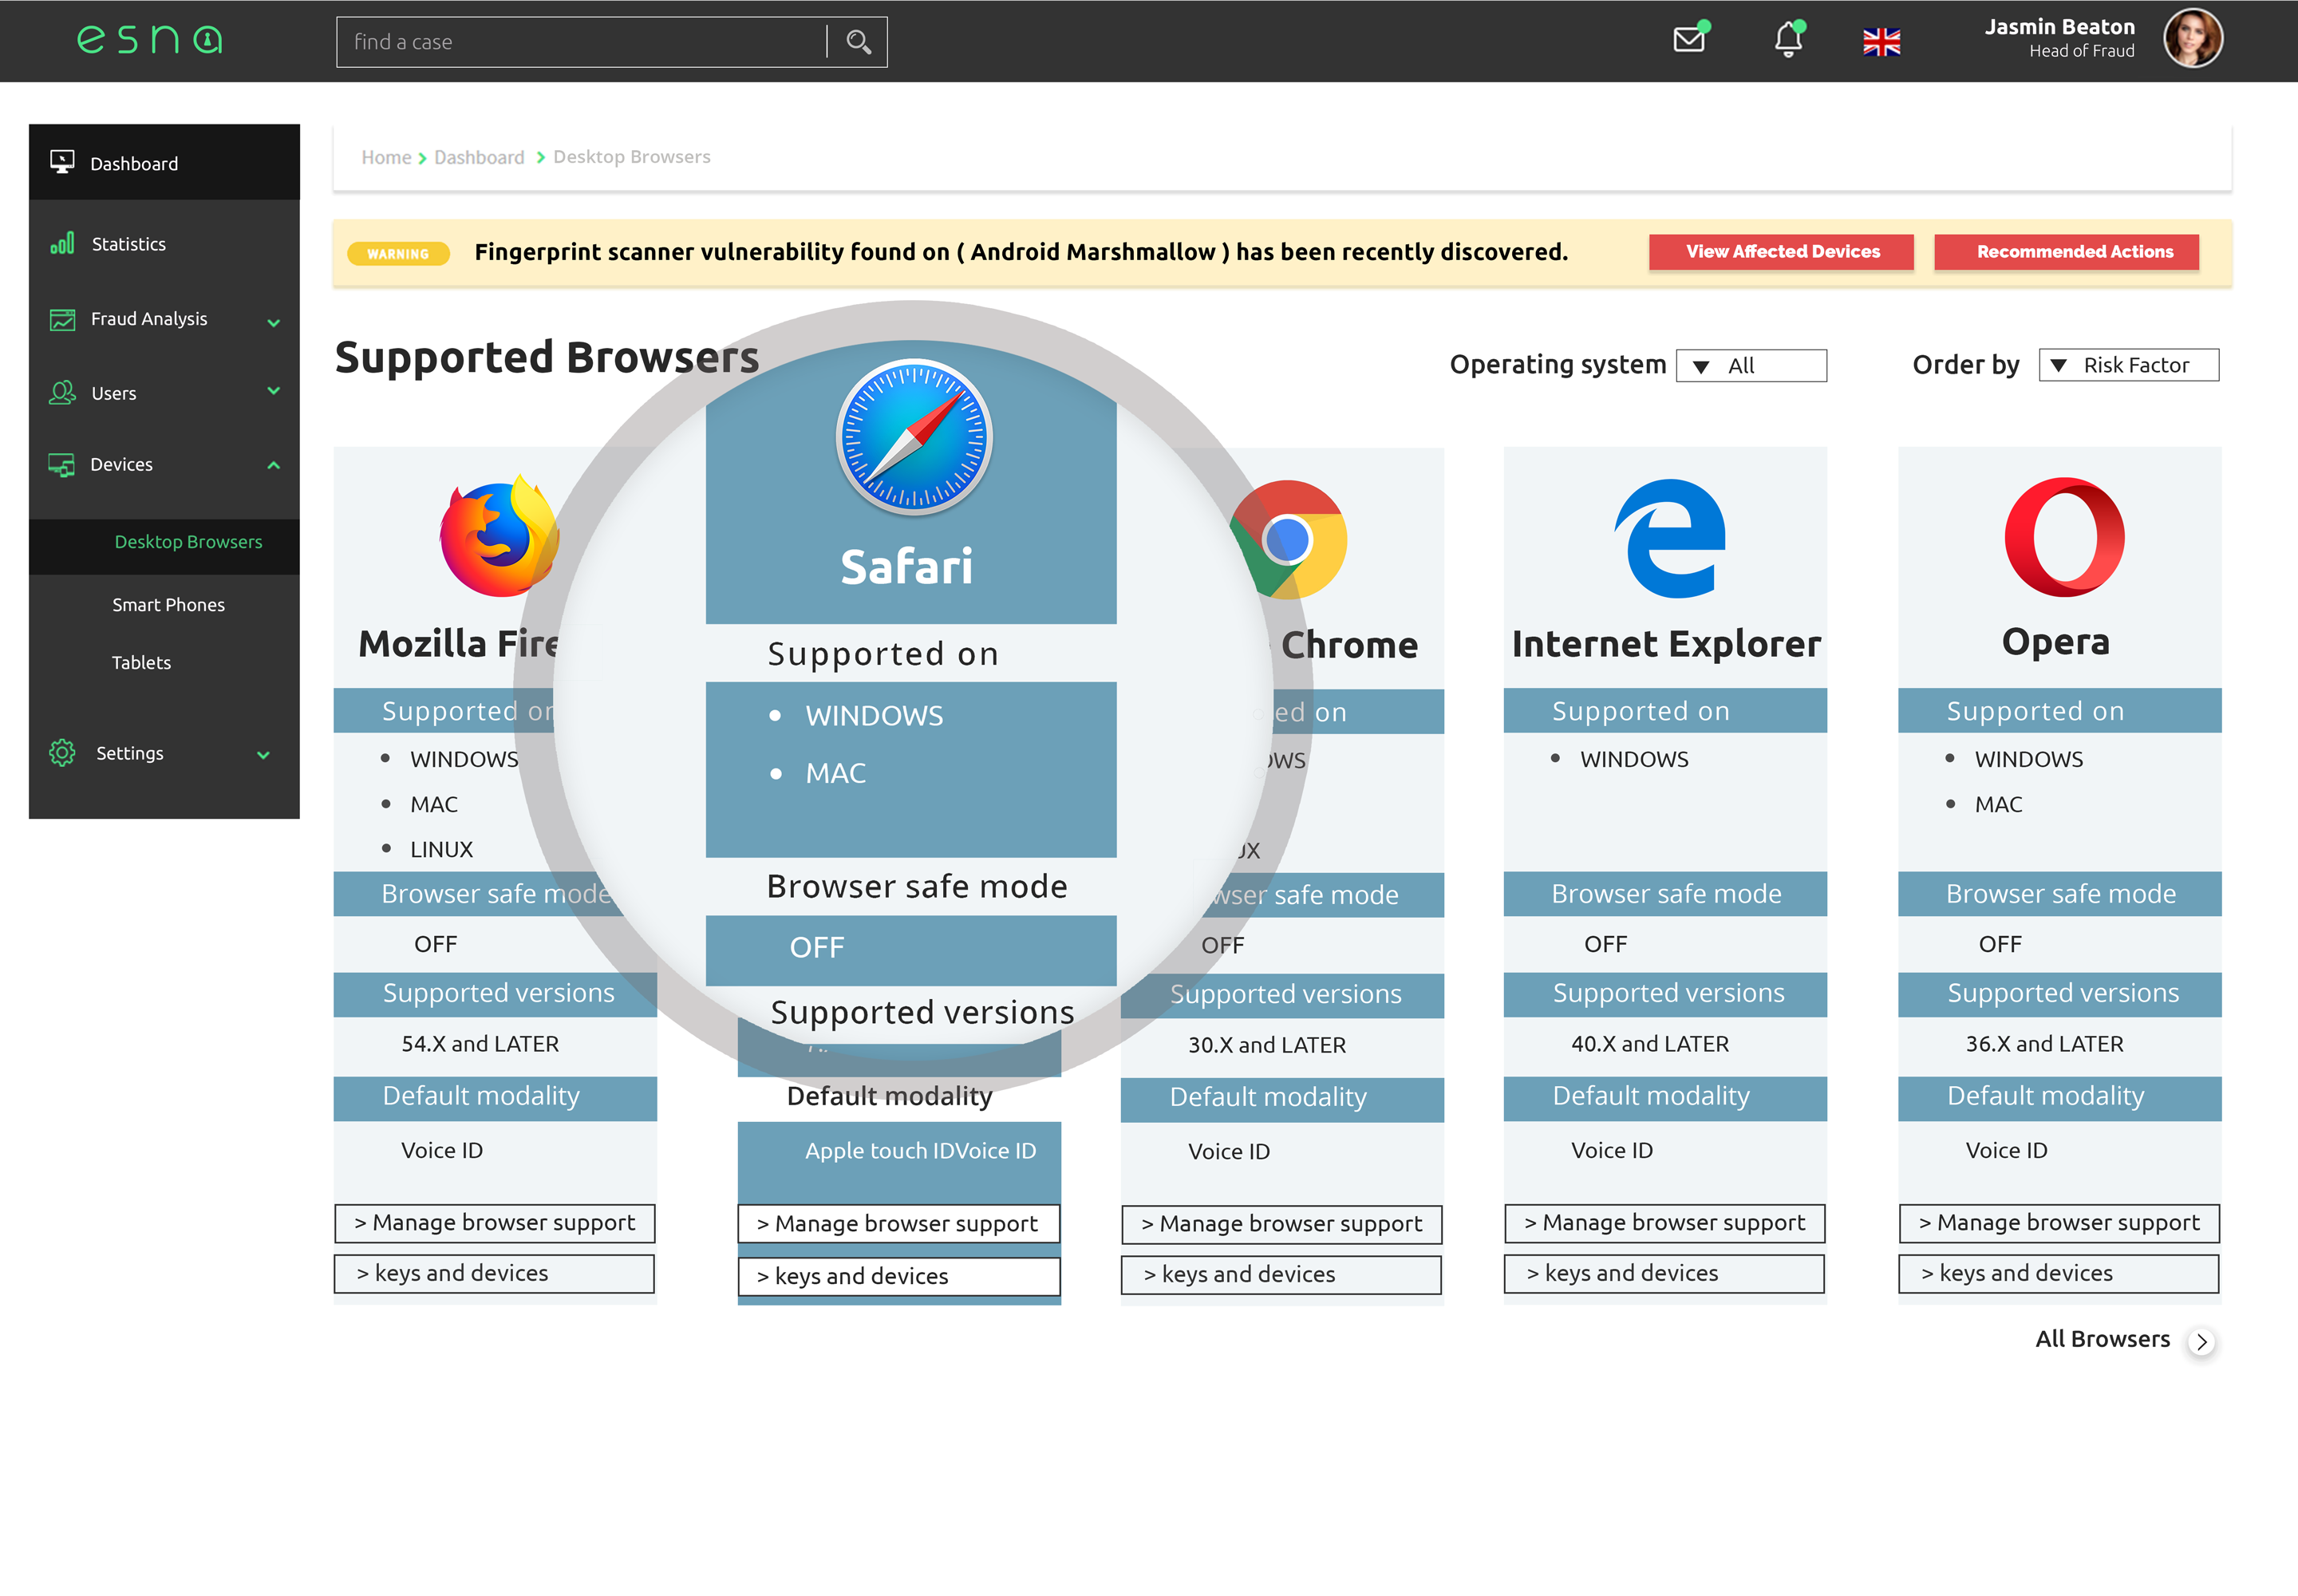 esna
find a case
Jasmin Beaton
Head of Fraud
Dashboard
Statistics
Fraud Analysis
Users
Devices
Desktop Browsers
Smart Phones
Tablets
Settings
Home > Dashboard > Desktop Browsers
WARNING
Fingerprint scanner vulnerability found on ( Android Marshmallow ) has been recently discovered.
View Affected Devices
Recommended Actions
Supported Browsers
Operating system
All
Order by
Risk Factor
Mozilla Fire
Supported on
WINDOWS
MAC
LINUX
Browser safe mode
OFF
Supported versions
54.X and LATER
Default modality
Voice ID
> Manage browser support
> keys and devices
Safari
Supported on
WINDOWS
MAC
Browser safe mode
OFF
Supported versions
Default modality
Apple touch IDVoice ID
> Manage browser support
> keys and devices
Chrome
ed on
OWS
UX
wser safe mode
OFF
Supported versions
30.X and LATER
Default modality
Voice ID
> Manage browser support
> keys and devices
Internet Explorer
Supported on
WINDOWS
Browser safe mode
OFF
Supported versions
40.X and LATER
Default modality
Voice ID
> Manage browser support
> keys and devices
Opera
Supported on
WINDOWS
MAC
Browser safe mode
OFF
Supported versions
36.X and LATER
Default modality
Voice ID
> Manage browser support
> keys and devices
All Browsers